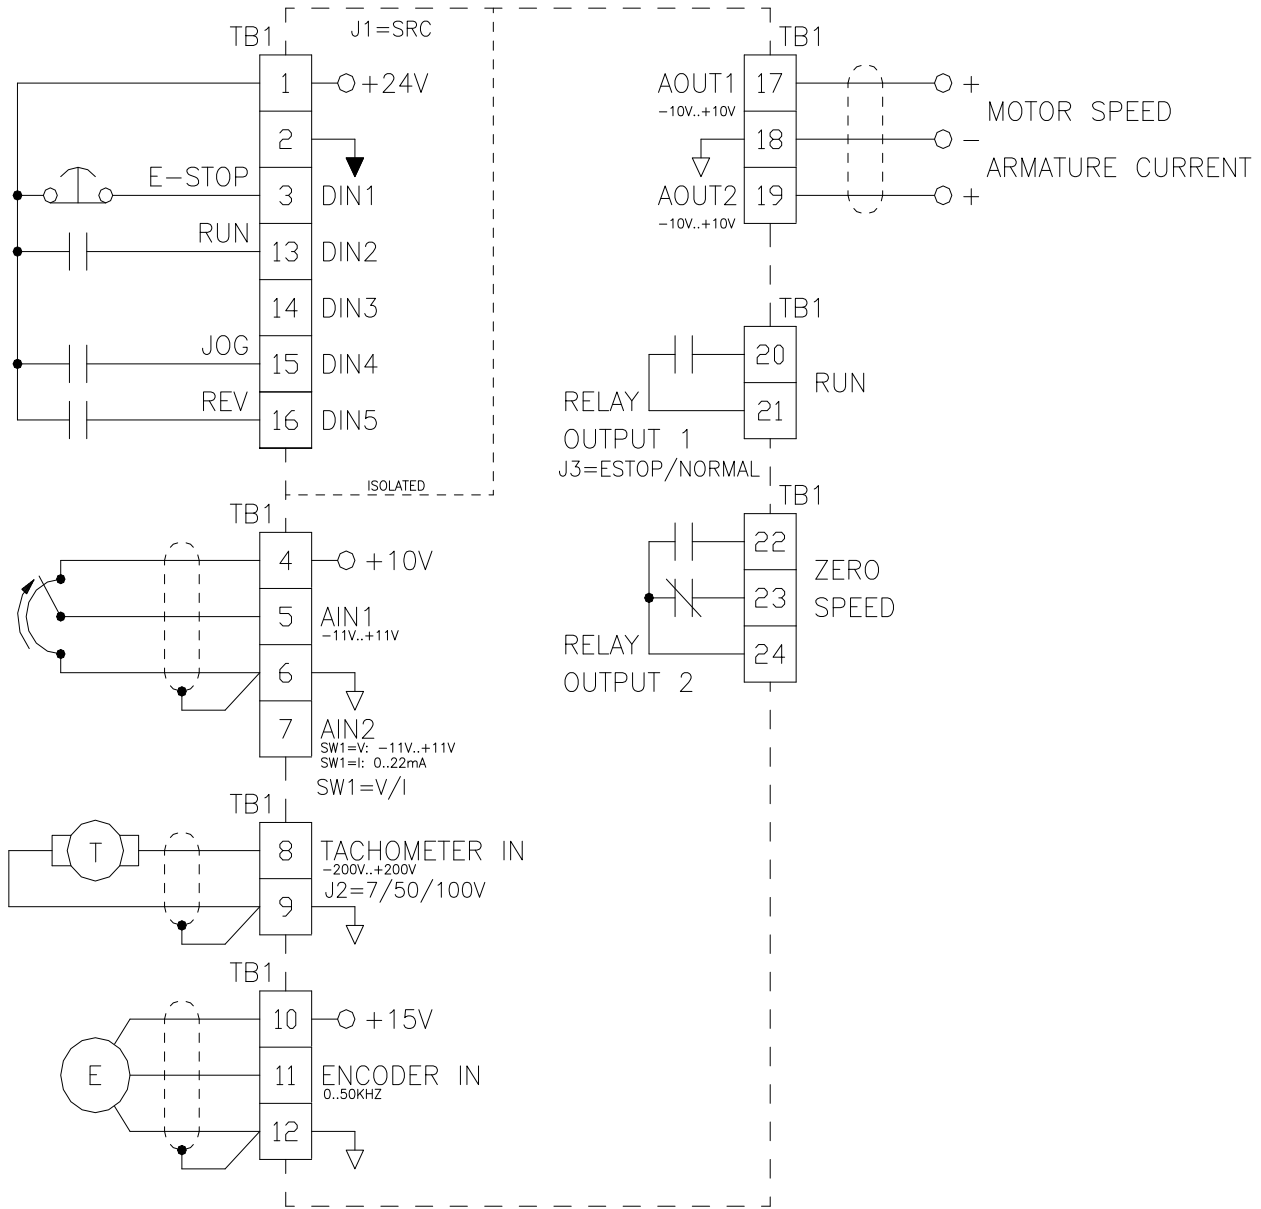 J1=SRC
TB1
1
+24V
2
E-STOP
3
DIN1
RUN
13
DIN2
14
DIN3
JOG
15
DIN4
REV
16
DIN5
ISOLATED
TB1
4
+10V
5
AIN1
-11V..+11V
6
7
AIN2
SW1=V: -11V..+11V
SW1=I: 0..22mA
SW1=V/I
TB1
T
8
TACHOMETER IN
-200V..+200V
J2=7/50/100V
9
TB1
10
+15V
E
11
ENCODER IN
0..50KHZ
12
TB1
AOUT1
-10V..+10V
17
+
MOTOR SPEED
18
-
ARMATURE CURRENT
AOUT2
-10V..+10V
19
+
TB1
20
RUN
21
RELAY
OUTPUT 1
J3=ESTOP/NORMAL
TB1
22
ZERO
SPEED
23
24
RELAY
OUTPUT 2